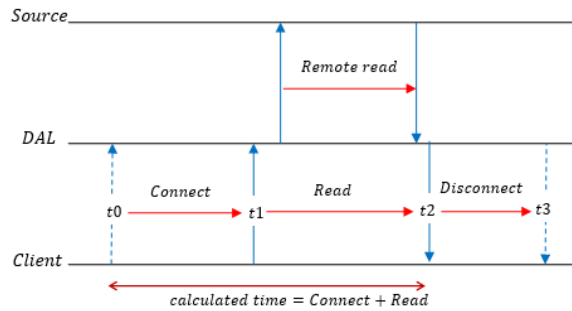 Source
Remote read
DAL
Connect
Read
Disconnect
t0
t1
t2
t3
Client
calculated time = Connect + Read